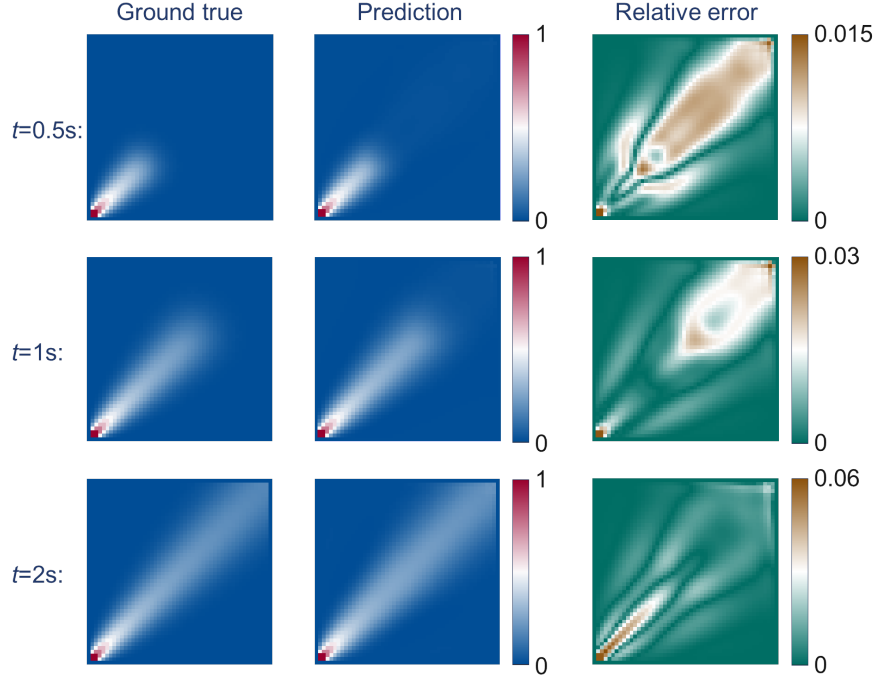 Ground true Prediction Relative error
1 0.015
t=0.5s:
0 0
1 0.03
t=1s:
0 0
1 0.06
t=2s:
0 0